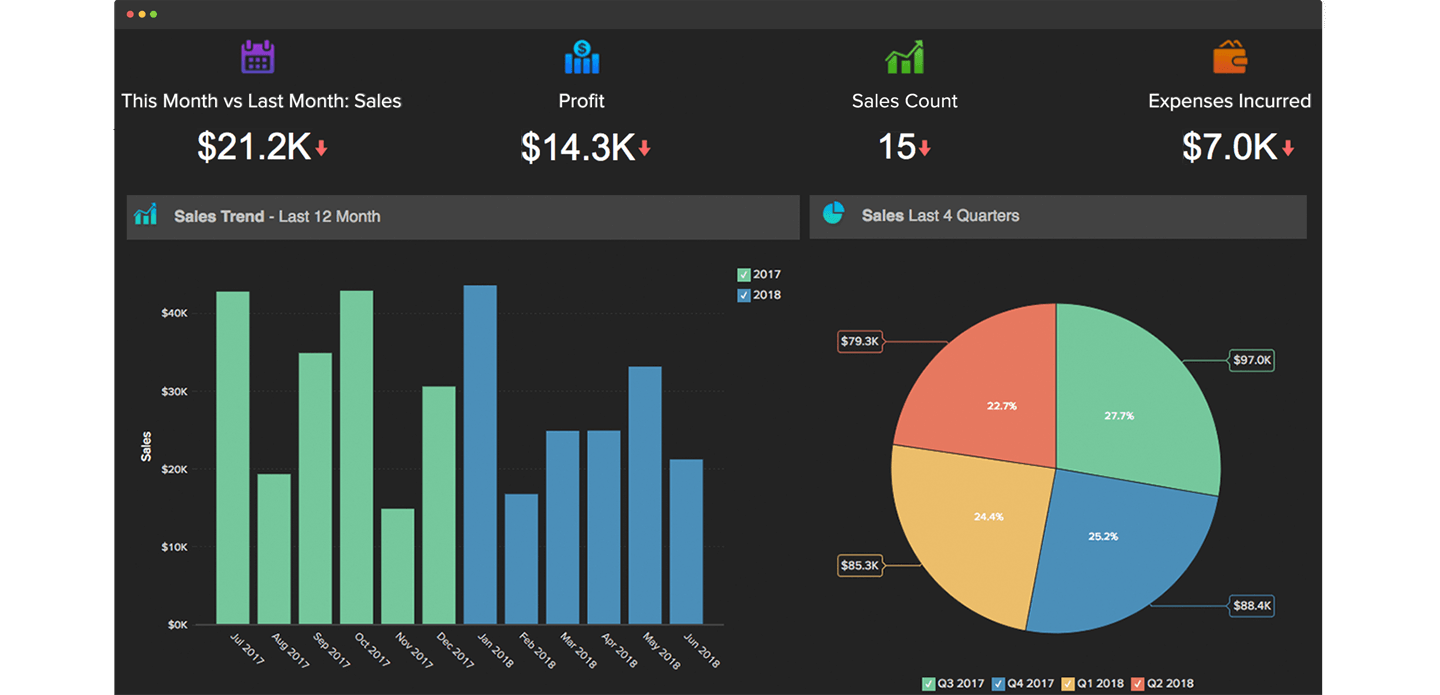 This Month vs Last Month: Sales
$21.2K
Profit
$14.3K
Sales Count
15
Expenses Incurred
$7.0K
Sales Trend - Last 12 Month
Sales Last 4 Quarters
2017
2018
Sales
$40K
$30K
$20K
$10K
$0K
Jul 2017
Aug 2017
Sep 2017
Oct 2017
Nov 2017
Dec 2017
Jan 2018
Feb 2018
Mar 2018
Apr 2018
May 2018
Jun 2018
$79.3K
$97.0K
22.7%
27.7%
24.4%
25.2%
$85.3K
$88.4K
Q3 2017 Q4 2017 Q1 2018 Q2 2018